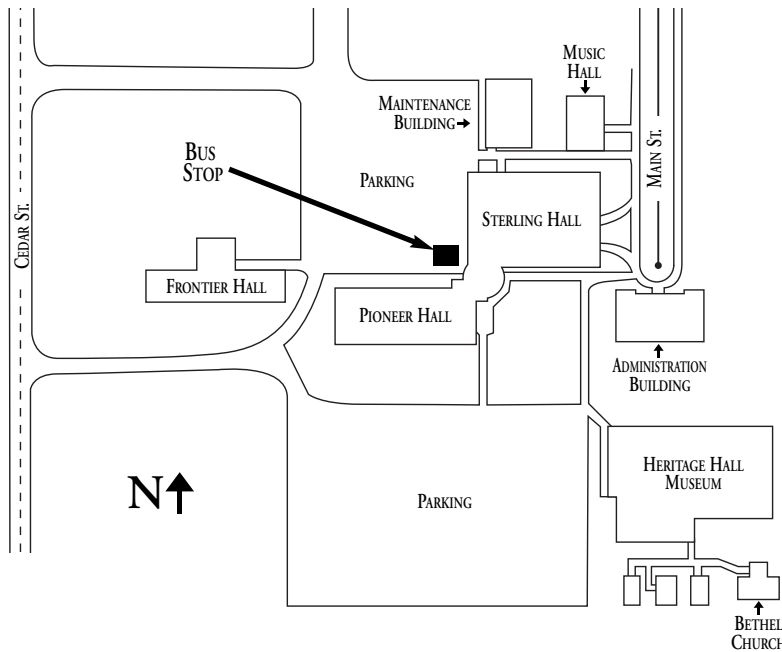 MUSIC
HALL
MAINTENANCE
BUILDING
BUS
STOP
PARKING
MAIN ST.
CEDAR ST.
STERLING HALL
FRONTIER HALL
PIONEER HALL
ADMINISTRATION
BUILDING
HERITAGE HALL
MUSEUM
N
PARKING
BETHEL
CHURCH